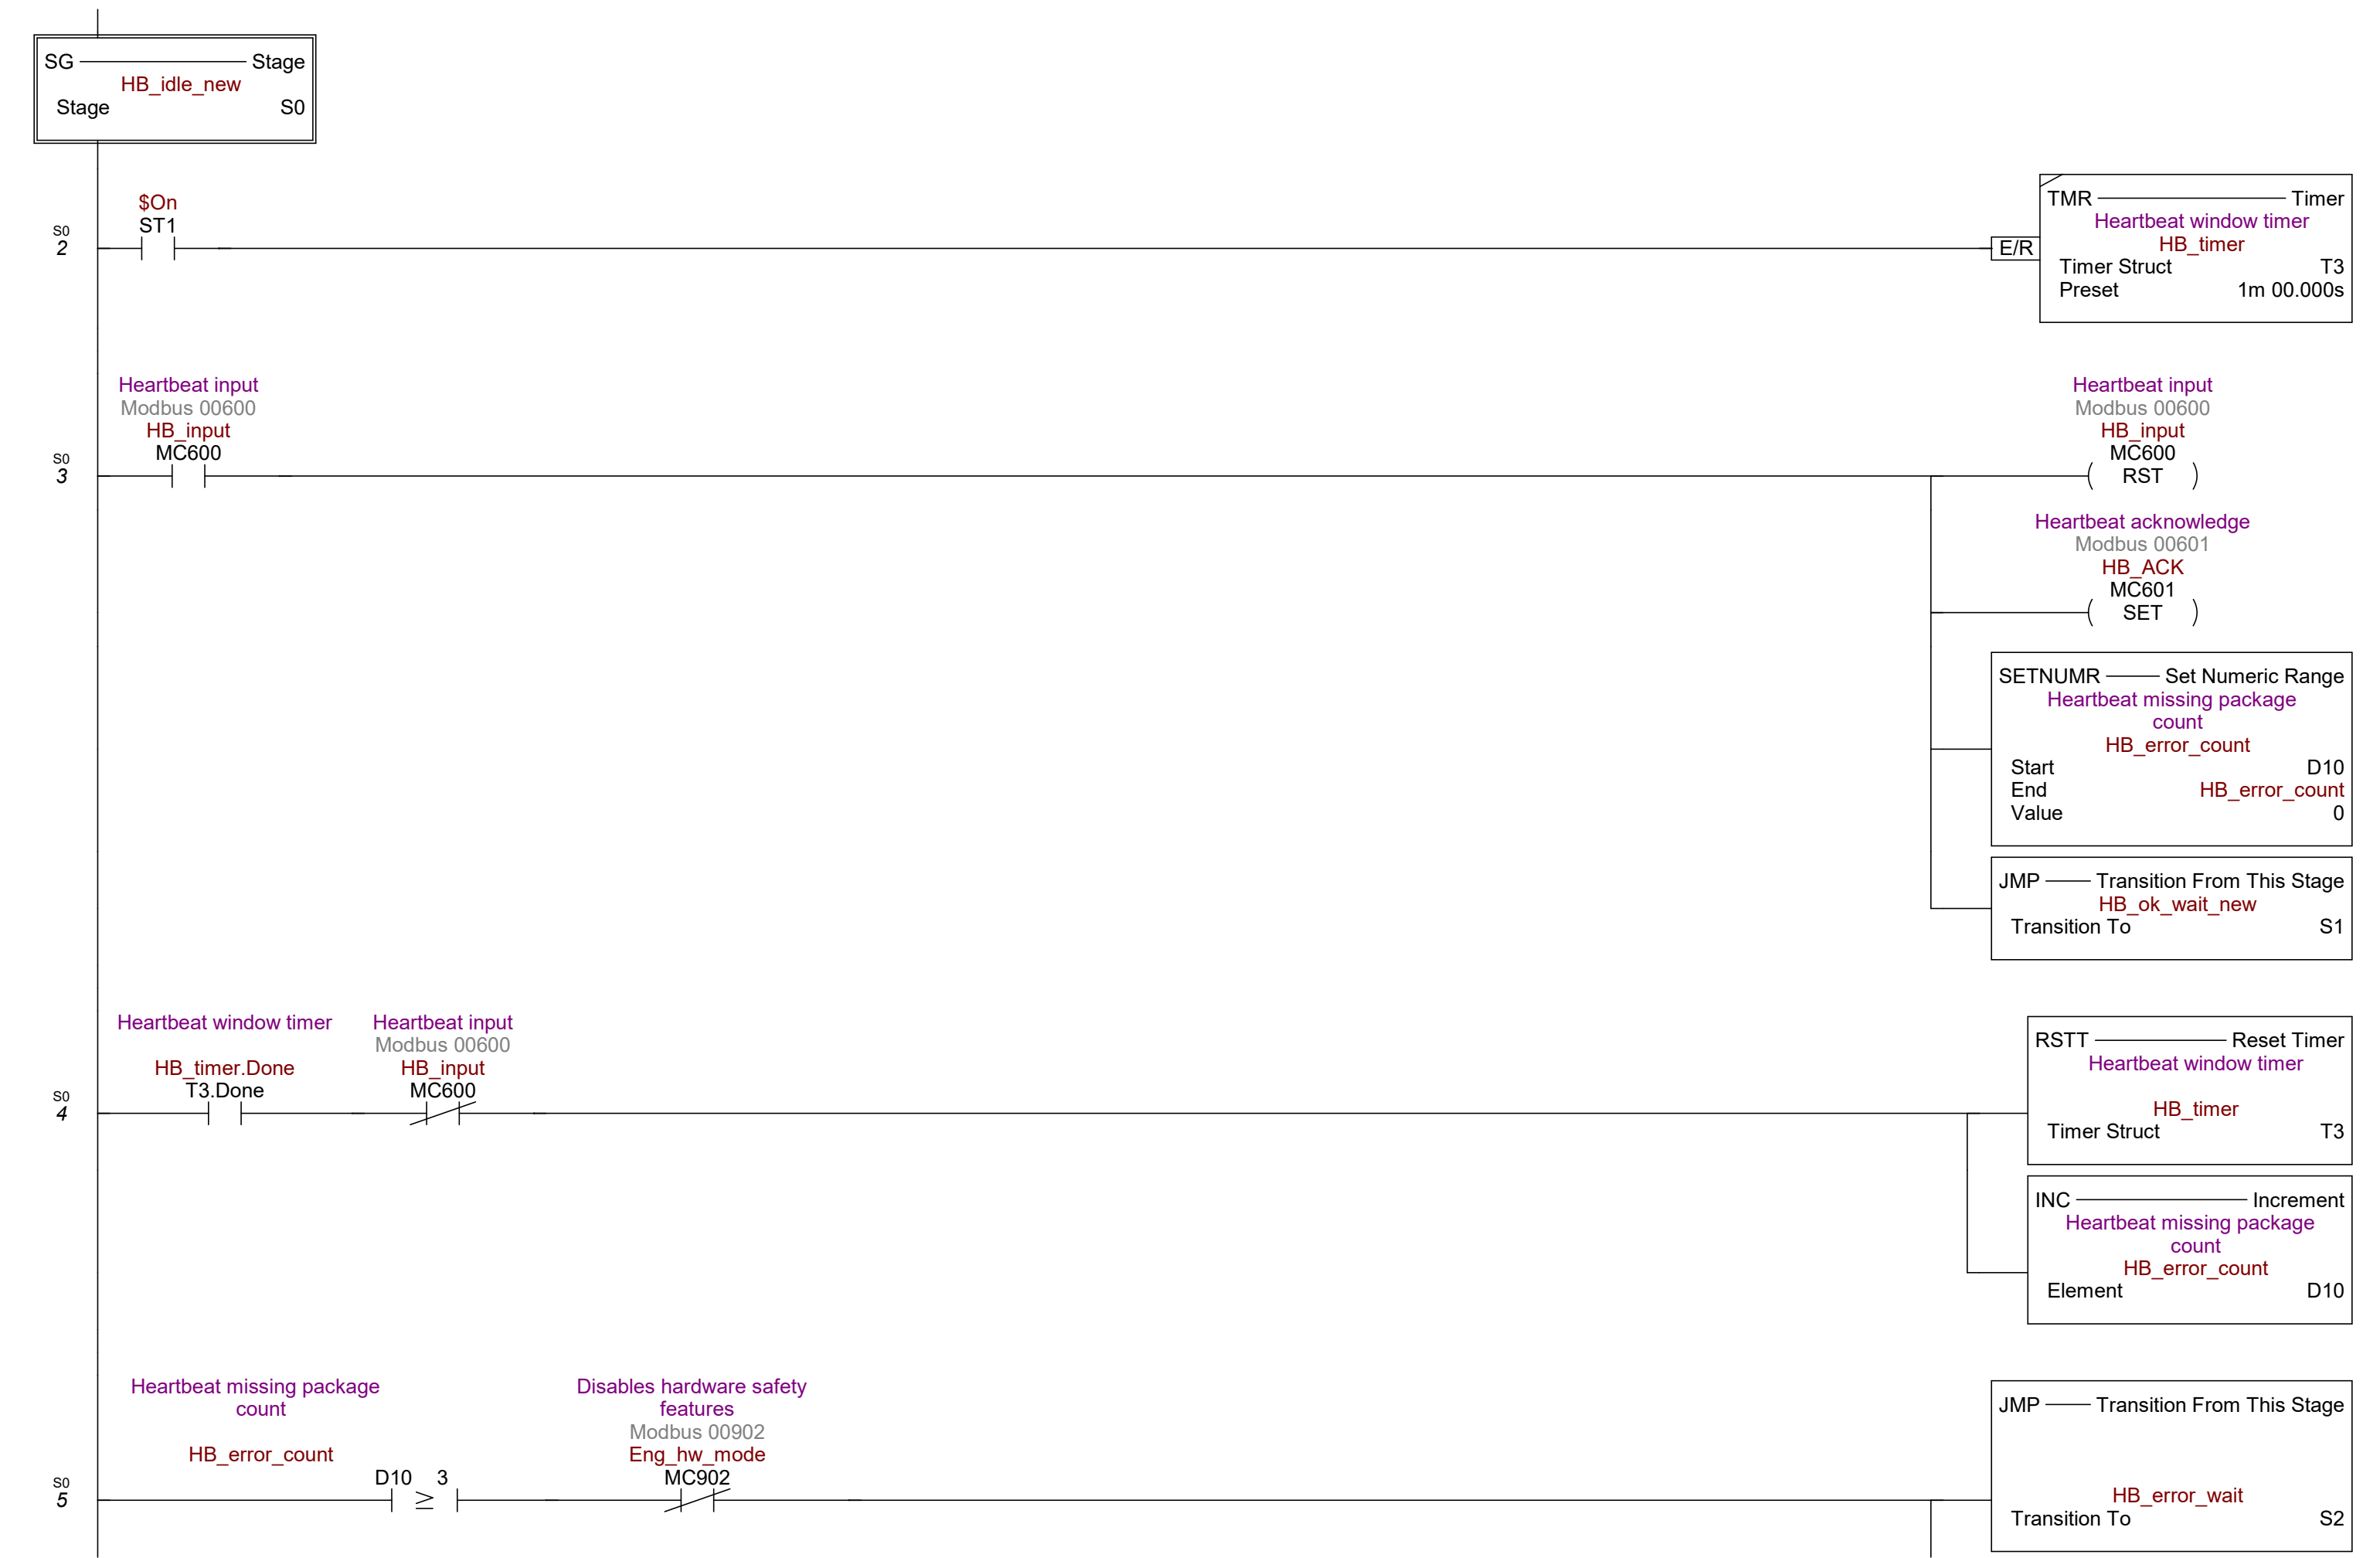 SG Stage
HB_idle_new
Stage S0
$On
ST1
S0
2
E/R
TMR Timer
Heartbeat window timer
HB_timer
Timer Struct T3
Preset 1m 00.000s
Heartbeat input
Modbus 00600
HB_input
MC600
S0
3
Heartbeat input
Modbus 00600
HB_input
MC600
( RST )
Heartbeat acknowledge
Modbus 00601
HB_ACK
MC601
( SET )
SETNUMR Set Numeric Range
Heartbeat missing package
count
HB_error_count
Start D10
End HB_error_count
Value 0
JMP Transition From This Stage
HB_ok_wait_new
Transition To S1
Heartbeat window timer
HB_timer.Done
T3.Done
Heartbeat input
Modbus 00600
HB_input
MC600
S0
4
RSTT Reset Timer
Heartbeat window timer
HB_timer
Timer Struct T3
INC Increment
Heartbeat missing package
count
HB_error_count
Element D10
Heartbeat missing package
count
HB_error_count
D10 ≥ 3
Disables hardware safety
features
Modbus 00902
Eng_hw_mode
MC902
S0
5
JMP Transition From This Stage
HB_error_wait
Transition To S2